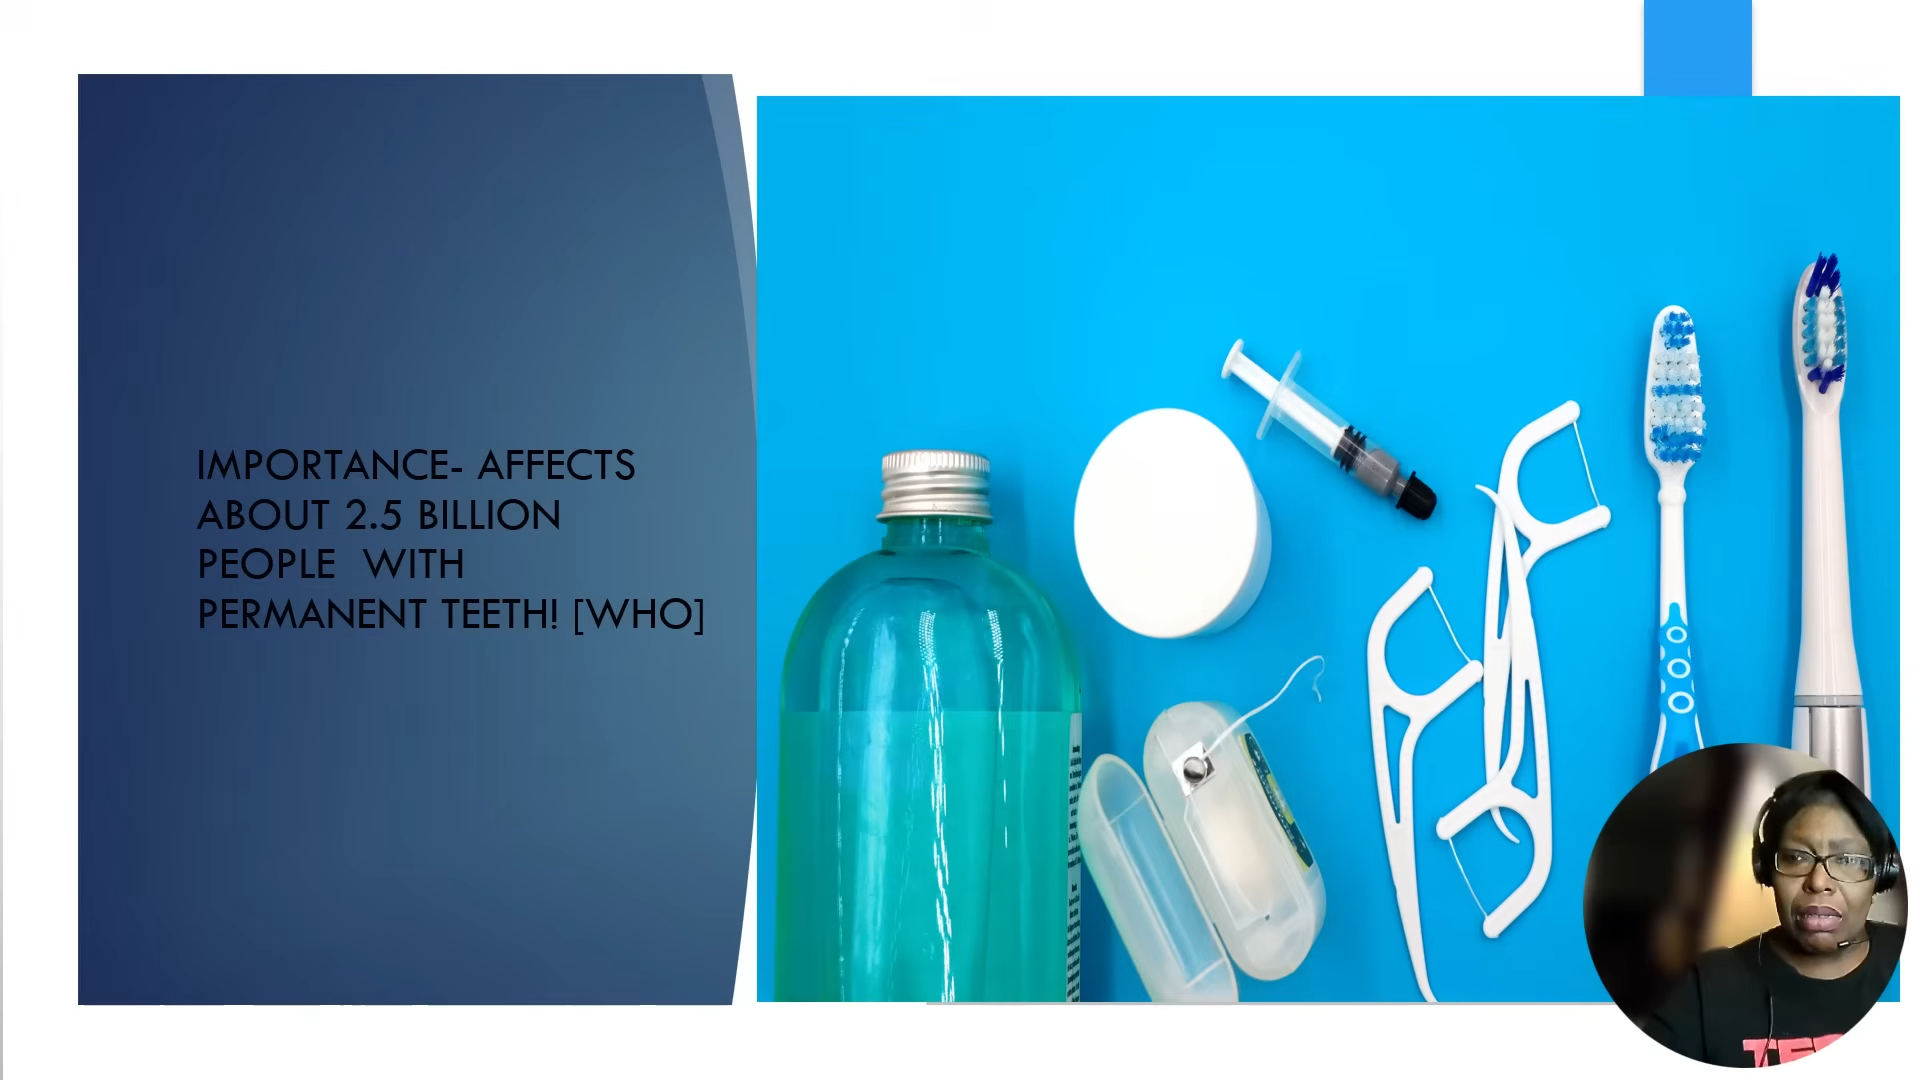 IMPORTANCE- AFFECTS
ABOUT 2.5 BILLION
PEOPLE  WITH
PERMANENT TEETH! [WHO]